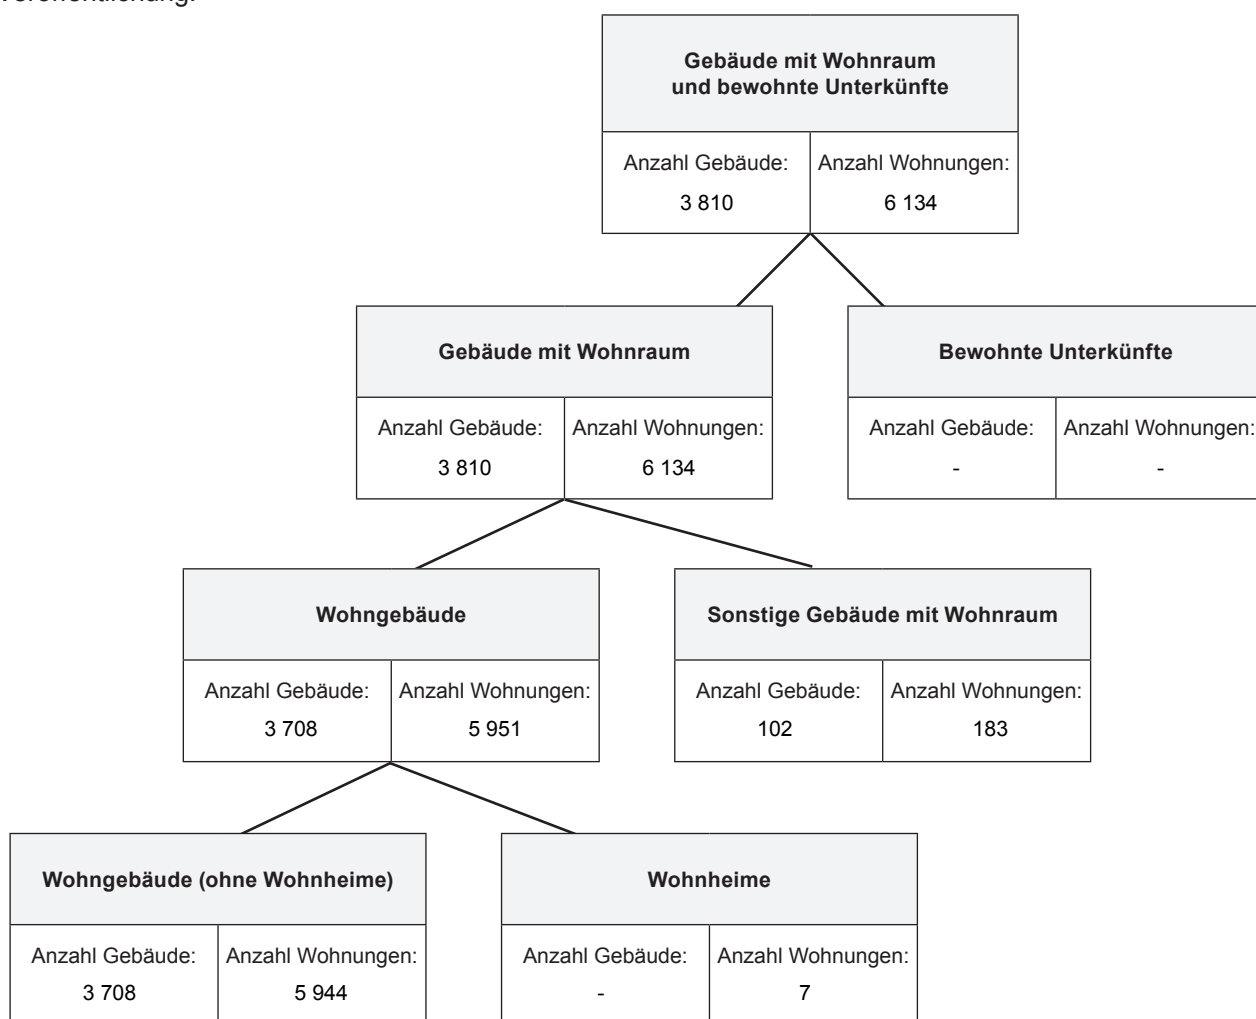 Veröffentlichung.
Gebäude mit Wohnraum
und bewohnte Unterkünfte
Anzahl Gebäude: Anzahl Wohnungen:
3 810 6 134
Gebäude mit Wohnraum Bewohnte Unterkünfte
Anzahl Gebäude: Anzahl Wohnungen: Anzahl Gebäude: Anzahl Wohnungen:
3 810 6 134 - -
Wohngebäude Sonstige Gebäude mit Wohnraum
Anzahl Gebäude: Anzahl Wohnungen: Anzahl Gebäude: Anzahl Wohnungen:
3 708 5 951 102 183
Wohngebäude (ohne Wohnheime) Wohnheime
Anzahl Gebäude: Anzahl Wohnungen: Anzahl Gebäude: Anzahl Wohnungen:
3 708 5 944 - 7